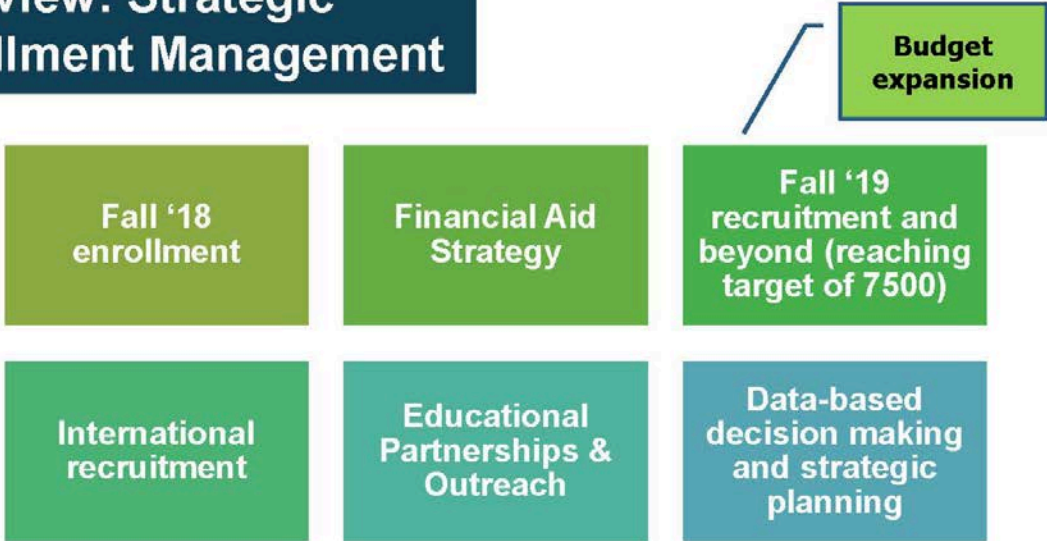 view: Strategic
llment Management
Budget
expansion
Fall ‘18
enrollment
Financial Aid
Strategy
Fall ‘19
recruitment and
beyond (reaching
target of 7500)
International
recruitment
Educational
Partnerships &
Outreach
Data-based
decision making
and strategic
planning